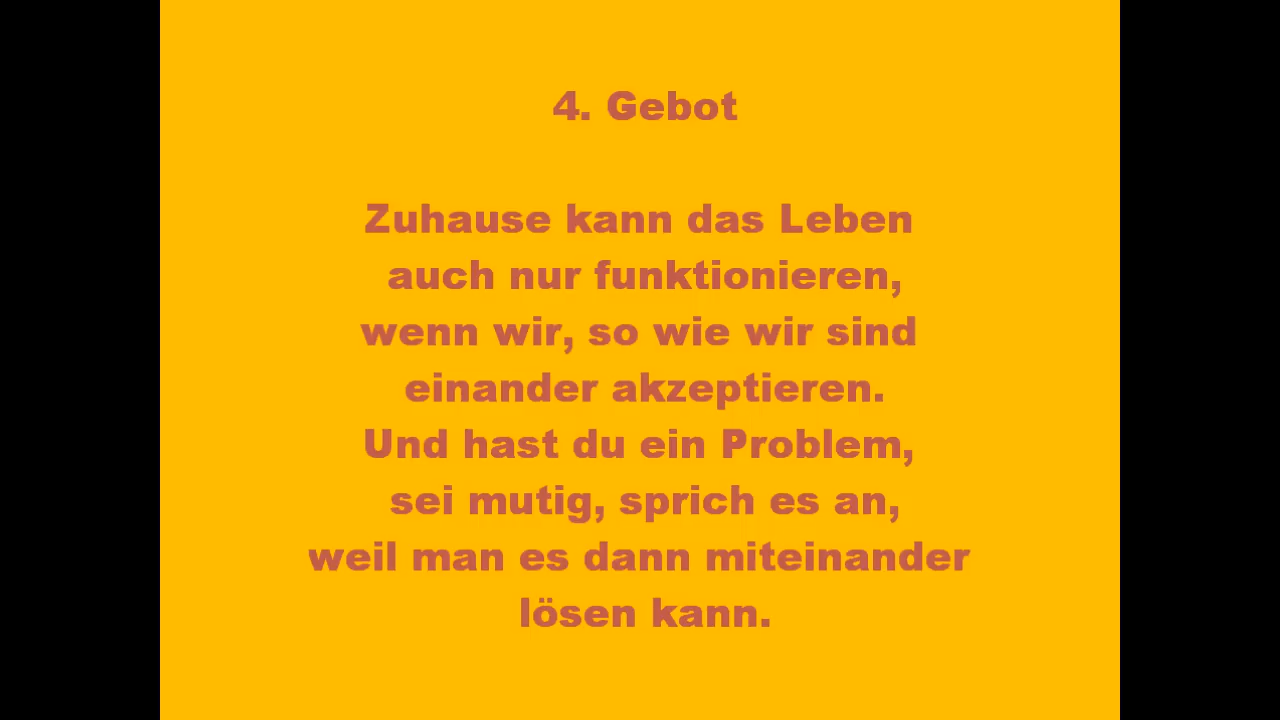 4. Gebot
Zuhause kann das Leben
auch nur funktionieren,
wenn wir, so wie wir sind
einander akzeptieren.
Und hast du ein Problem,
sei mutig, sprich es an,
weil man es dann miteinander
lösen kann.